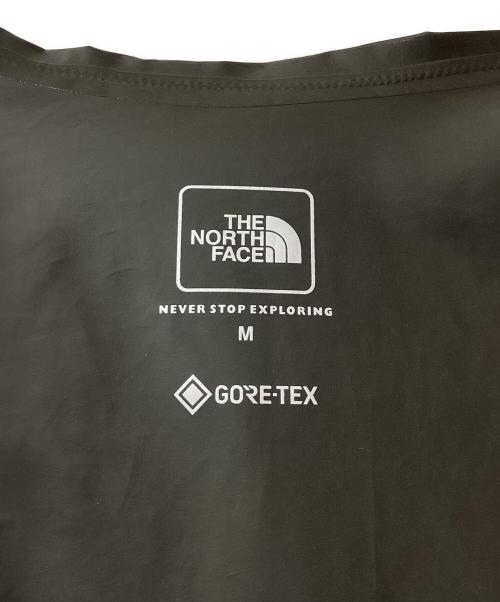 THE
NORTH
FACE
NEVER STOP EXPLORING
M
GORE-TEX